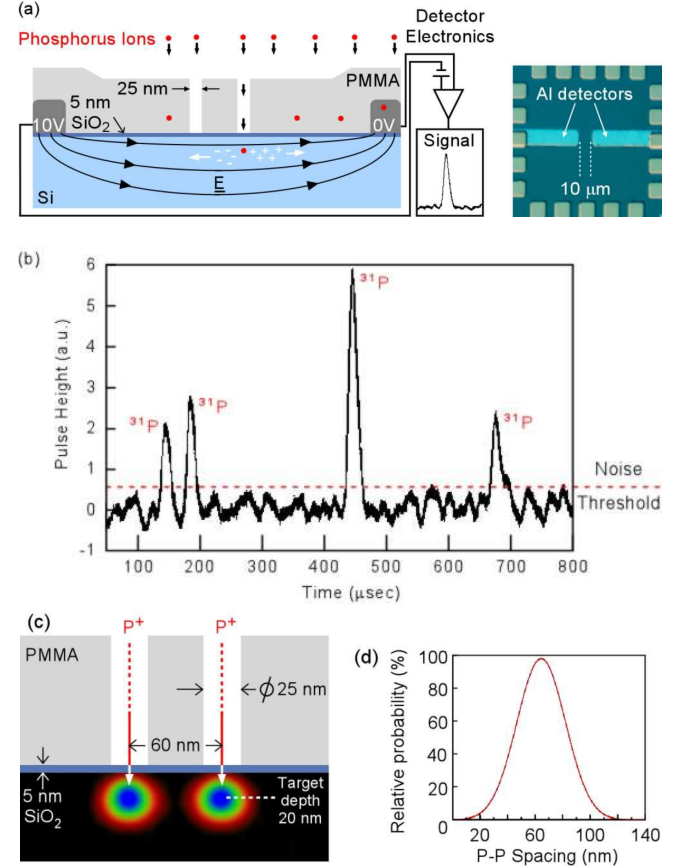 (a)
Phosphorus Ions
Detector
Electronics
PMMA
25 nm
5 nm
SiO₂
10V
0V
Signal
E
Si
Al detectors
10 μm
(b)
Pulse Height (a.u.)
6
5
4
3
2
1
0
-1
³¹P
³¹P
³¹P
³¹P
Noise
Threshold
100 200 300 400 500 600 700 800
Time (μsec)
(c)
P⁺ P⁺
PMMA
ϕ 25 nm
60 nm
5 nm
SiO₂
Target
depth
20 nm
(d)
Relative probability (%)
100
80
60
40
20
0
20 60 100 140
P-P Spacing (nm)